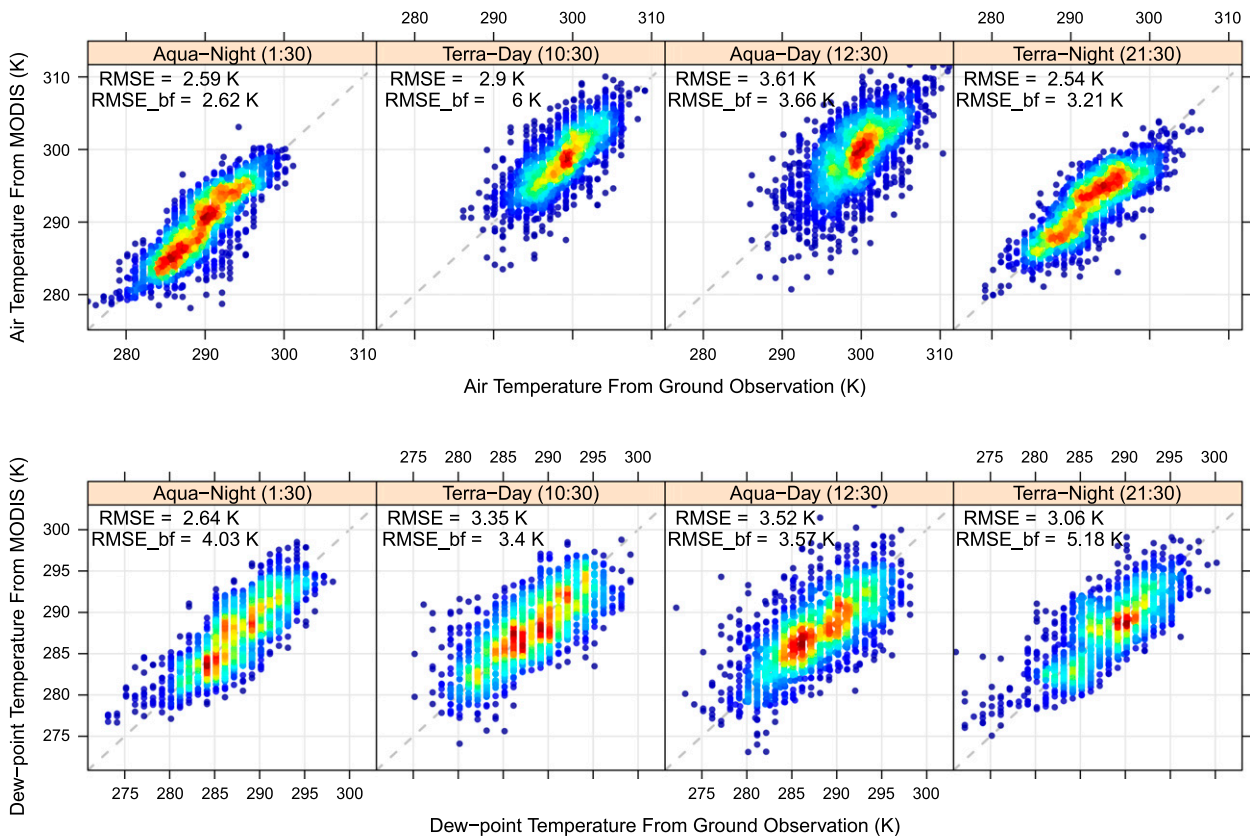 280 290 300 310 280 290 300 310
Aqua−Night (1:30) Terra−Day (10:30) Aqua−Day (12:30) Terra−Night (21:30)
RMSE = 2.59 K RMSE = 2.9 K RMSE = 3.61 K RMSE = 2.54 K
RMSE_bf = 2.62 K RMSE_bf = 6 K RMSE_bf = 3.66 K RMSE_bf = 3.21 K
Air Temperature From MODIS (K)
310
300
290
280
280 290 300 310 280 290 300 310
Air Temperature From Ground Observation (K)
275 280 285 290 295 300 275 280 285 290 295 300
Aqua−Night (1:30) Terra−Day (10:30) Aqua−Day (12:30) Terra−Night (21:30)
RMSE = 2.64 K RMSE = 3.35 K RMSE = 3.52 K RMSE = 3.06 K
RMSE_bf = 4.03 K RMSE_bf = 3.4 K RMSE_bf = 3.57 K RMSE_bf = 5.18 K
Dew−point Temperature From MODIS (K)
300
295
290
285
280
275
275 280 285 290 295 300 275 280 285 290 295 300
Dew−point Temperature From Ground Observation (K)